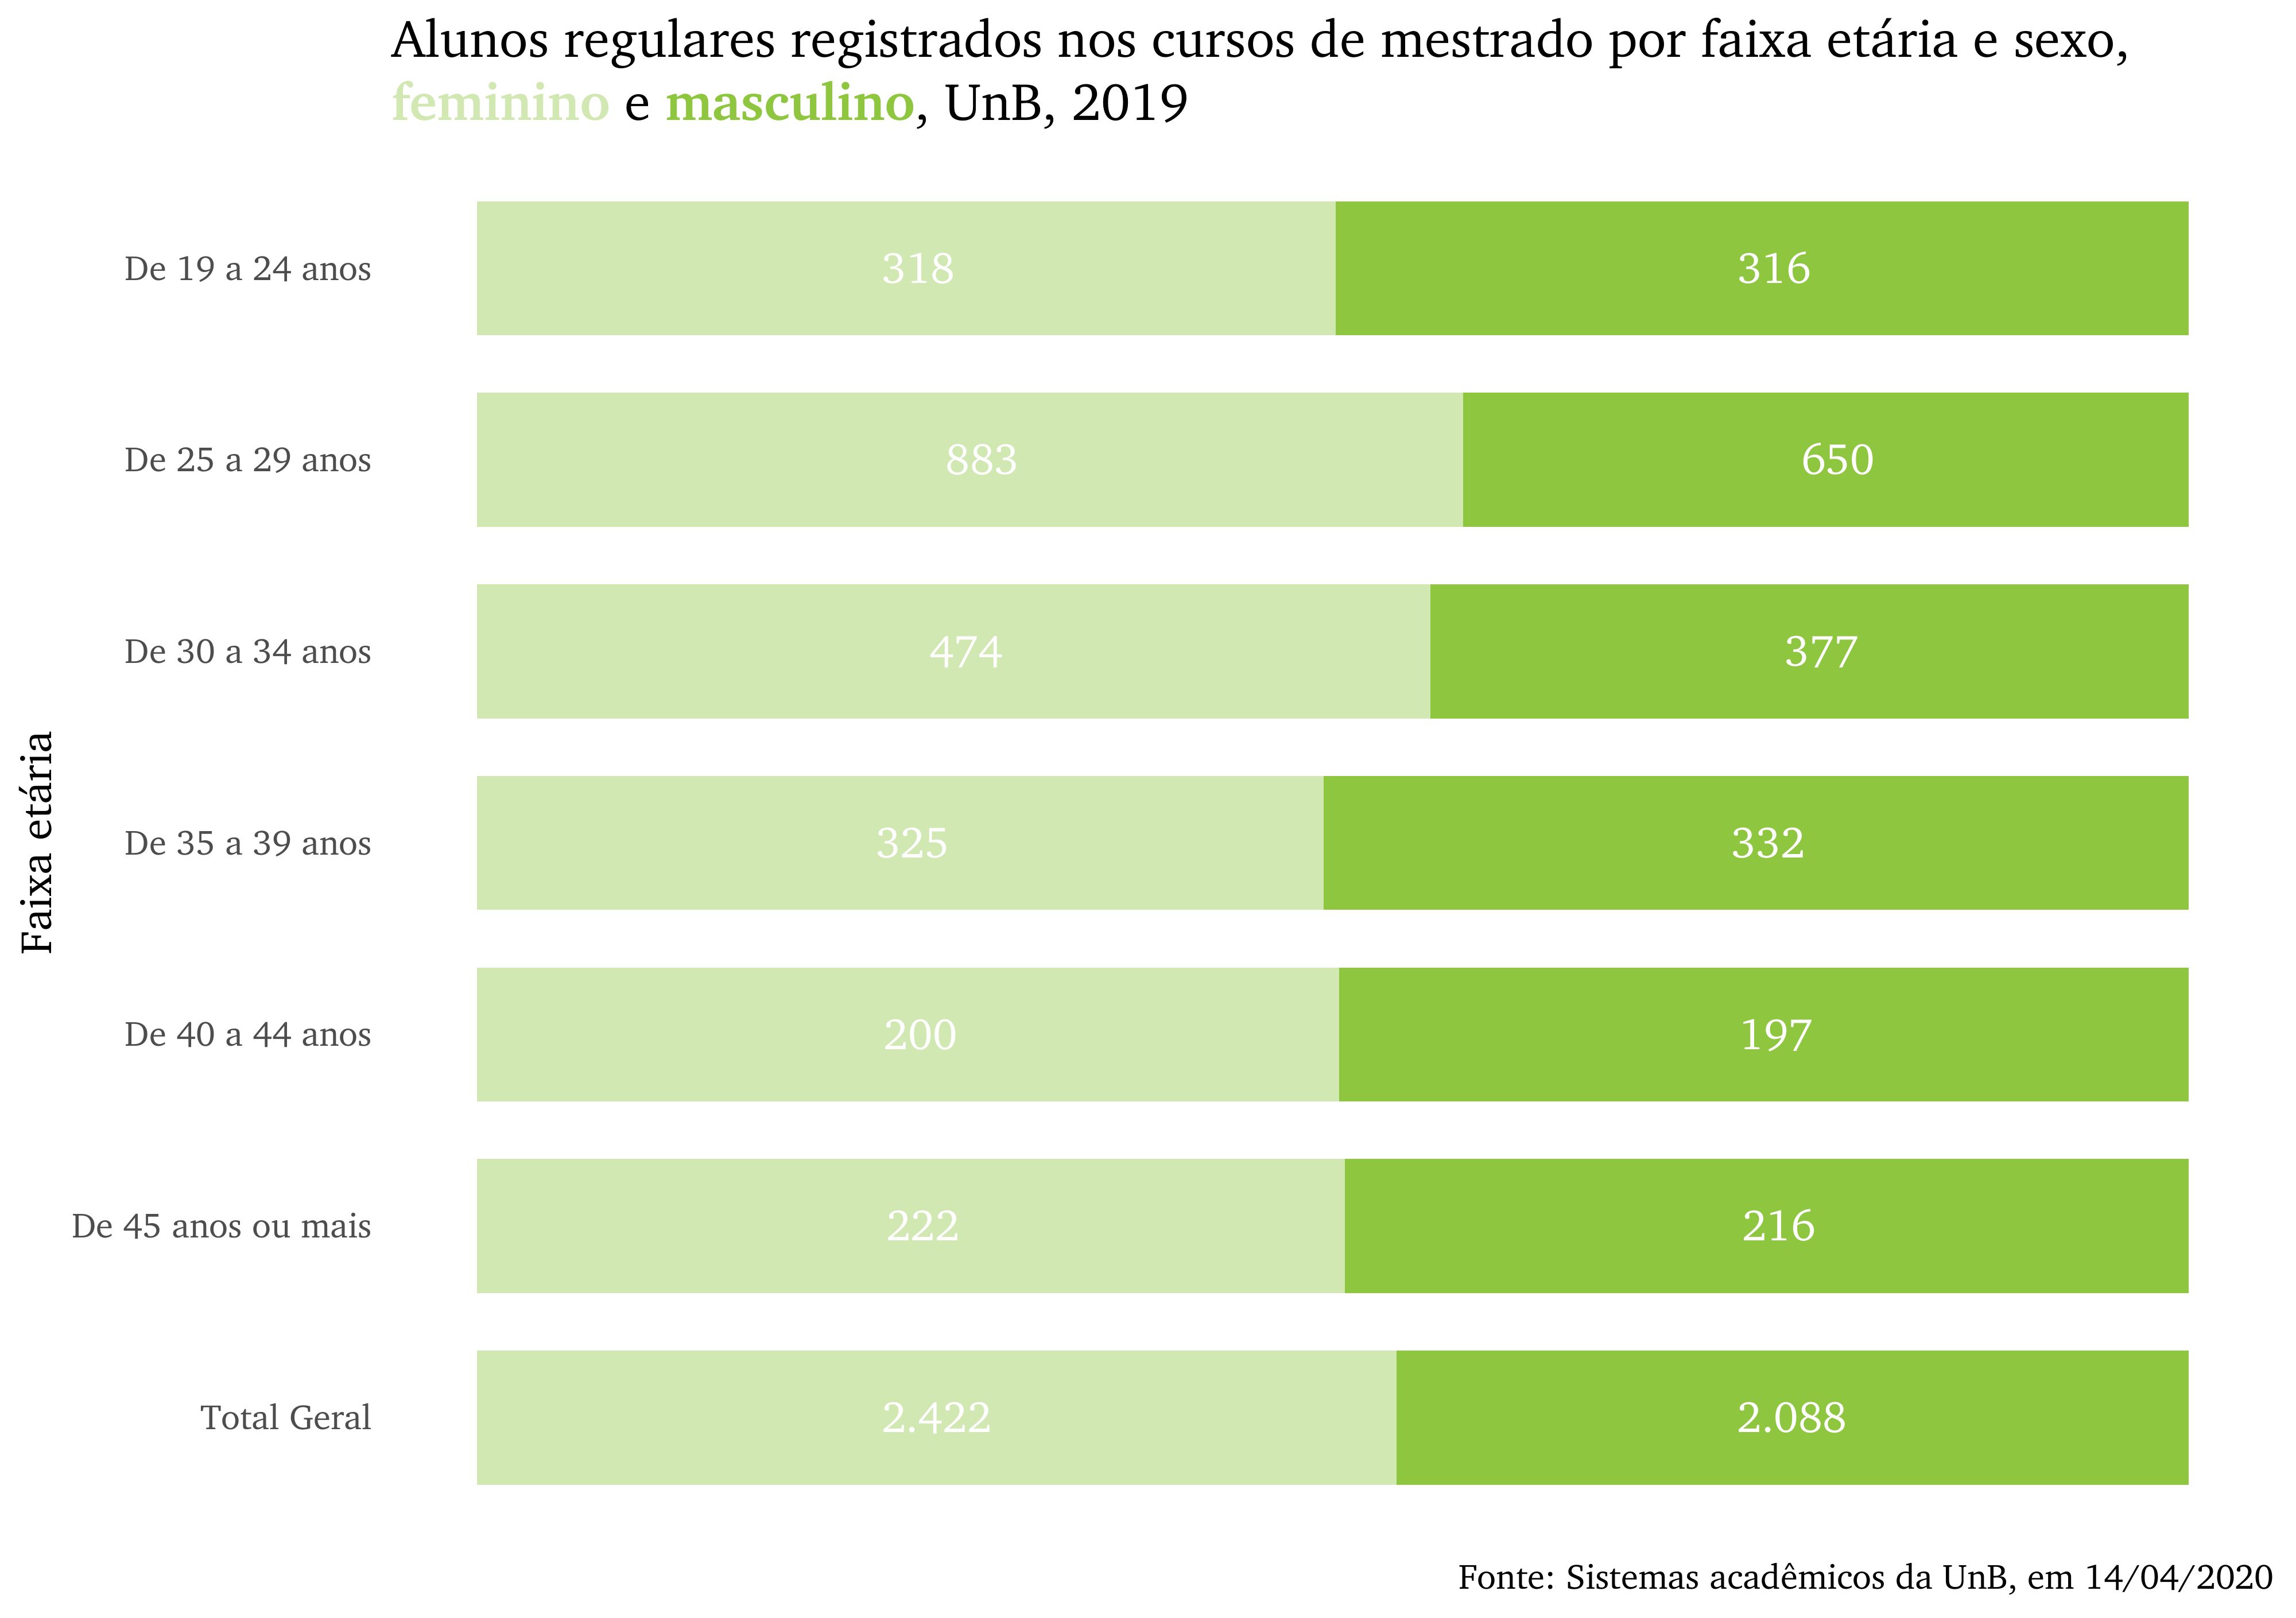 Alunos regulares registrados nos cursos de mestrado por faixa etária e sexo,
feminino e masculino, UnB, 2019
Faixa etária
De 19 a 24 anos 318 316
De 25 a 29 anos 883 650
De 30 a 34 anos 474 377
De 35 a 39 anos 325 332
De 40 a 44 anos 200 197
De 45 anos ou mais 222 216
Total Geral 2.422 2.088
Fonte: Sistemas acadêmicos da UnB, em 14/04/2020